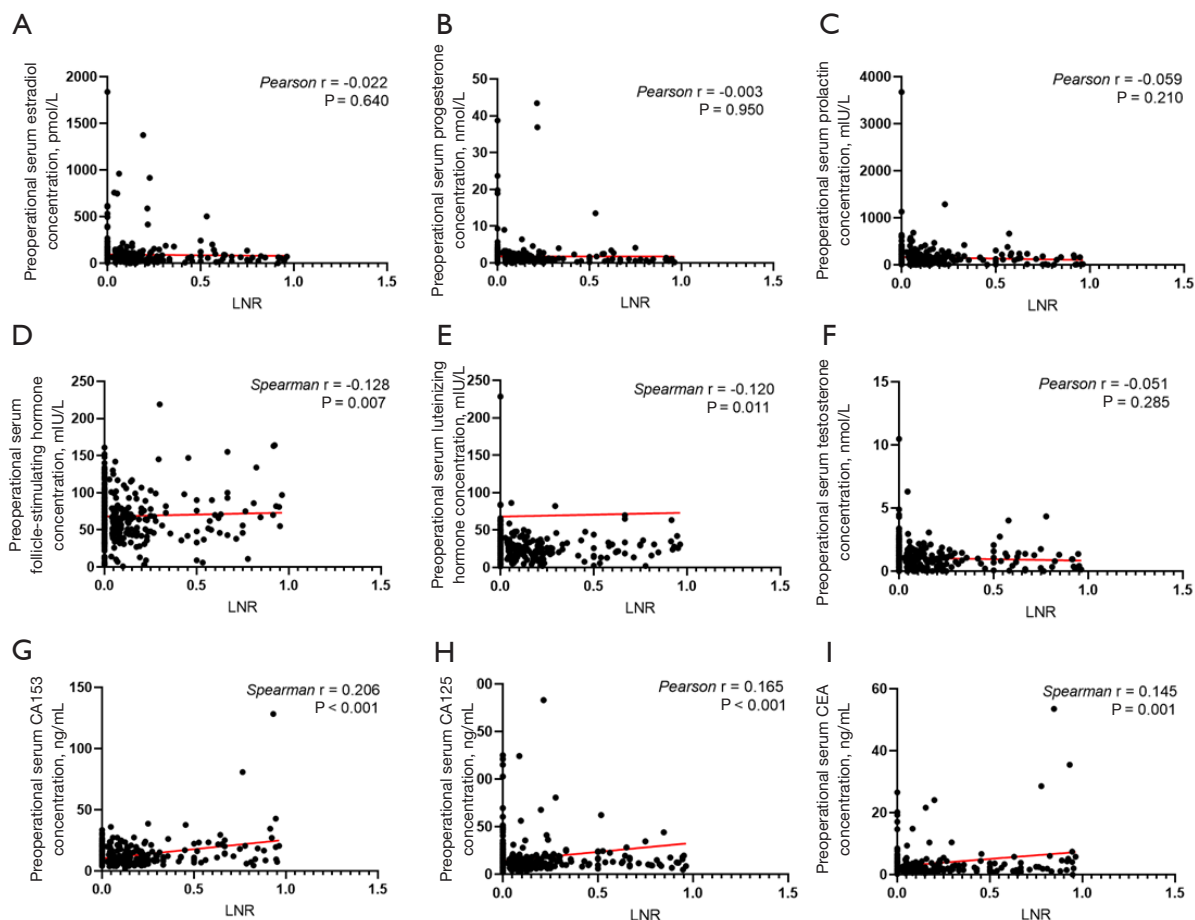 A
Preoperational serum estradiol
concentration, pmol/L
2000
1500
1000
500
0
0.0 0.5 1.0 1.5
LNR
Pearson r = -0.022
P = 0.640
B
Preoperational serum progesterone
concentration, nmol/L
50
40
30
20
10
0
0.0 0.5 1.0 1.5
LNR
Pearson r = -0.003
P = 0.950
C
Preoperational serum prolactin
concentration, mIU/L
4000
3000
2000
1000
0
0.0 0.5 1.0 1.5
LNR
Pearson r = -0.059
P = 0.210
D
Preoperational serum
follicle-stimulating hormone
concentration, mIU/L
250
200
150
100
50
0
0.0 0.5 1.0 1.5
LNR
Spearman r = -0.128
P = 0.007
E
Preoperational serum luteinizing
hormone concentration, mIU/L
250
200
150
100
50
0
0.0 0.5 1.0 1.5
LNR
Spearman r = -0.120
P = 0.011
F
Preoperational serum testosterone
concentration, nmol/L
15
10
5
0
0.0 0.5 1.0 1.5
LNR
Pearson r = -0.051
P = 0.285
G
Preoperational serum CA153
concentration, ng/mL
150
100
50
0
0.0 0.5 1.0 1.5
LNR
Spearman r = 0.206
P < 0.001
H
Preoperational serum CA125
concentration, ng/mL
00
50
00
50
0
0.0 0.5 1.0 1.5
LNR
Pearson r = 0.165
P < 0.001
I
Preoperational serum CEA
concentration, ng/mL
60
40
20
0
0.0 0.5 1.0 1.5
LNR
Spearman r = 0.145
P = 0.001